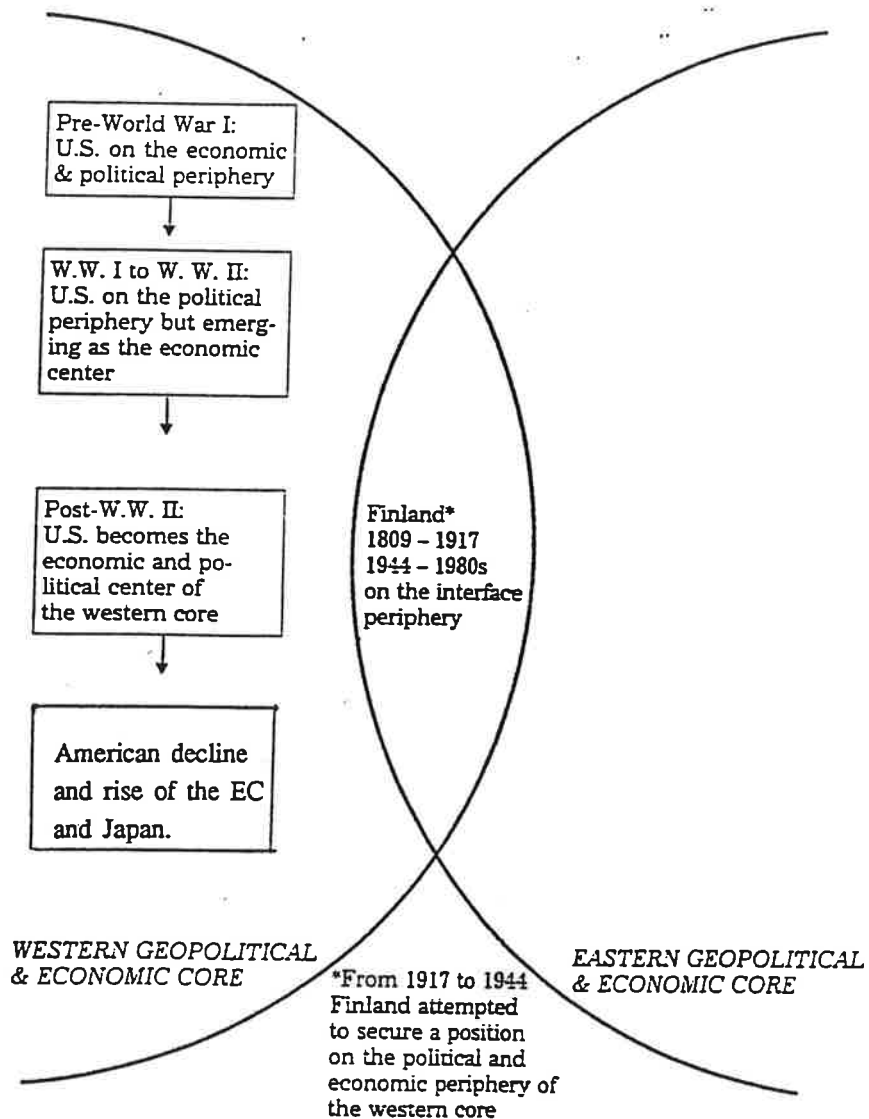 Pre-World War I:
U.S. on the economic
& political periphery
W.W. I to W. W. II:
U.S. on the political
periphery but emerg-
ing as the economic
center
Post-W.W. II:
U.S. becomes the
economic and po-
litical center of
the western core
American decline
and rise of the EC
and Japan.
Finland*
1809 – 1917
1944 – 1980s
on the interface
periphery
WESTERN GEOPOLITICAL
& ECONOMIC CORE
*From 1917 to 1944
Finland attempted
to secure a position
on the political and
economic periphery of
the western core
EASTERN GEOPOLITICAL
& ECONOMIC CORE